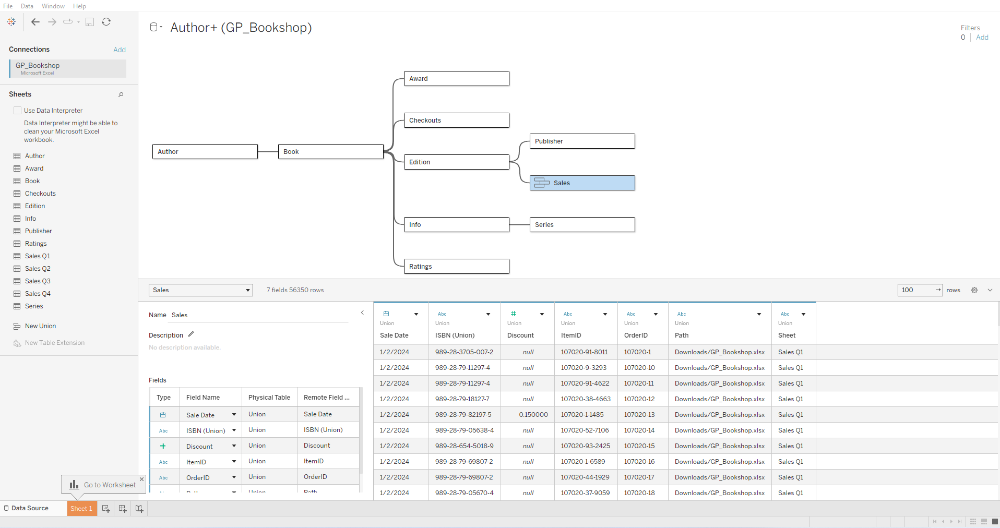 File Data Window Help
Author+ (GP_Bookshop)
Filters
0 Add
Connections Add
GP_Bookshop
Microsoft Excel
Sheets
Use Data Interpreter
Data Interpreter might be able to
clean your Microsoft Excel
workbook.
Author
Award
Book
Checkouts
Edition
Info
Publisher
Ratings
Sales Q1
Sales Q2
Sales Q3
Sales Q4
Series
New Union
New Table Extension
Award
Checkouts
Publisher
Author Book
Edition
Sales
Info Series
Ratings
Sales 7 fields 56350 rows 100 rows
Name Sales
Description
No description available.
Fields
Type Field Name Physical Table Remote Field ...
Sale Date Union Sale Date
Abc ISBN (Union) Union ISBN (Union)
Discount Union Discount
Abc ItemID Union ItemID
Abc OrderID Union OrderID
Abc Abc Abc Abc Abc
Union Union Union Union Union Union Union
Sale Date ISBN (Union) Discount ItemID OrderID Path Sheet
1/2/2024 989-28-3705-007-2 null 107020-91-8011 107020-1 Downloads/GP_Bookshop.xlsx Sales Q1
1/2/2024 989-28-79-11297-4 null 107020-9-3293 107020-10 Downloads/GP_Bookshop.xlsx Sales Q1
1/2/2024 989-28-79-11297-4 null 107020-91-4622 107020-11 Downloads/GP_Bookshop.xlsx Sales Q1
1/2/2024 989-28-79-18127-7 null 107020-38-4663 107020-12 Downloads/GP_Bookshop.xlsx Sales Q1
1/2/2024 989-28-79-82197-5 0.150000 107020-1-1485 107020-13 Downloads/GP_Bookshop.xlsx Sales Q1
1/2/2024 989-28-79-05638-4 null 107020-52-7106 107020-14 Downloads/GP_Bookshop.xlsx Sales Q1
1/2/2024 989-28-654-5018-9 null 107020-93-2425 107020-15 Downloads/GP_Bookshop.xlsx Sales Q1
1/2/2024 989-28-79-69807-2 null 107020-1-6589 107020-16 Downloads/GP_Bookshop.xlsx Sales Q1
1/2/2024 989-28-79-69807-2 null 107020-44-1929 107020-17 Downloads/GP_Bookshop.xlsx Sales Q1
1/2/2024 989-28-79-05670-4 null 107020-37-9059 107020-18 Downloads/GP_Bookshop.xlsx Sales Q1
Go to Worksheet
Data Source Sheet 1